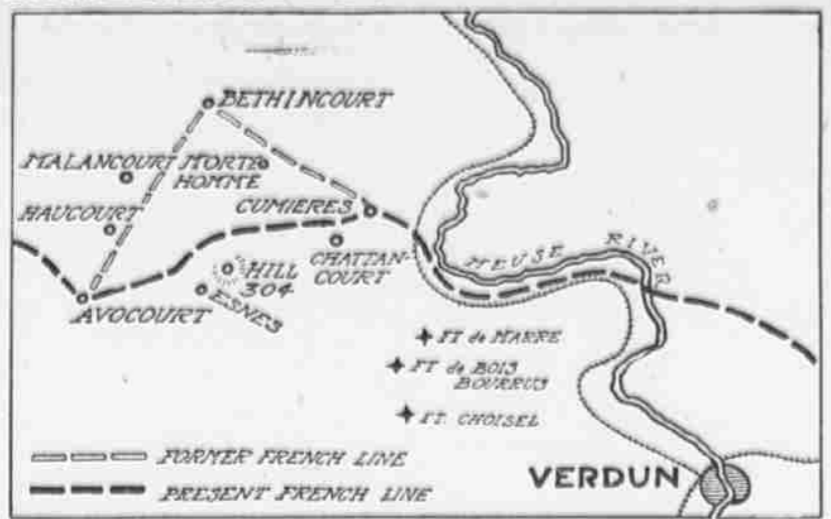 BETHINCOURT
MALANCOURT
MORTE
HOMME
HAUCOURT
CUMIERES
CHATTAN-
COURT
MEUSE RIVER
HILL
304
ESNES
AVOCOURT
FT de MARRE
FT de BOIS
BOURRUS
FT. CHOISEL
FORMER FRENCH LINE
PRESENT FRENCH LINE
VERDUN